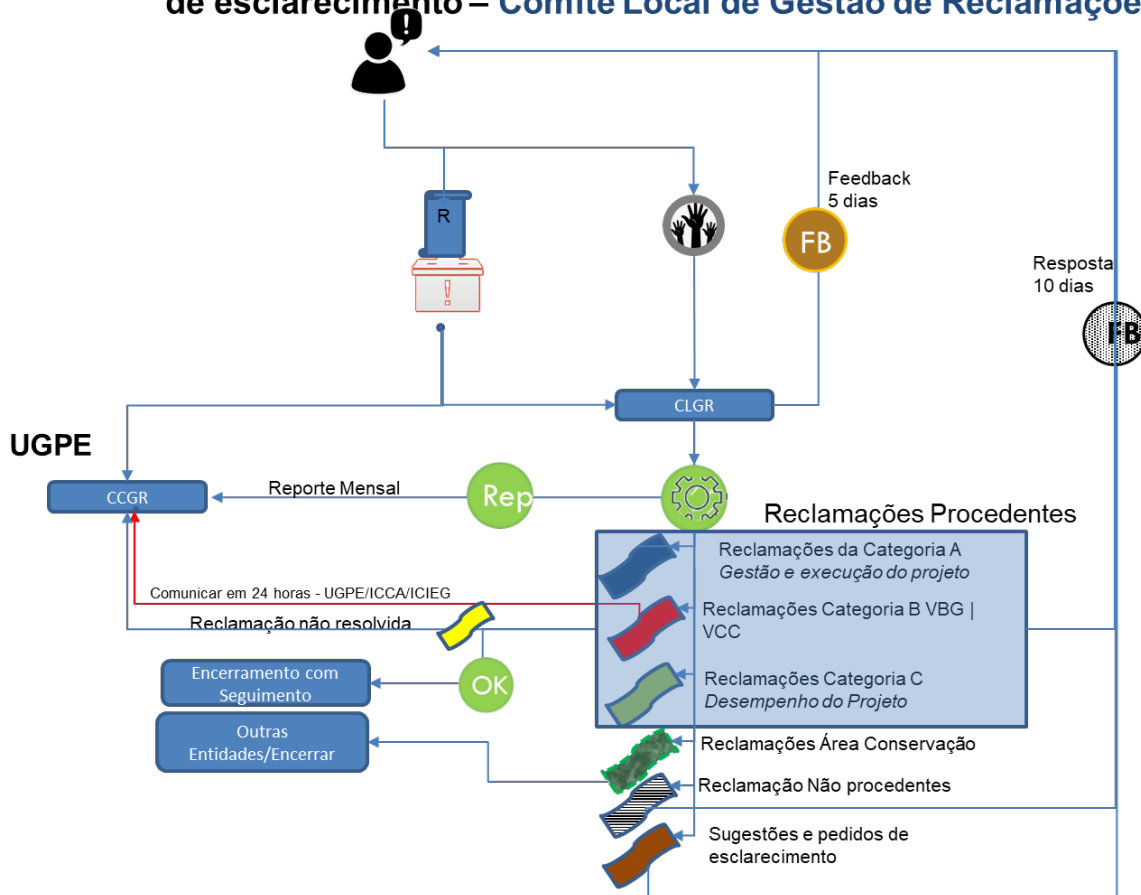 de esclarecimento – Comité Local de Gestão de Reclamaçõe
!
R
!
Feedback
5 dias
FB
Resposta
10 dias
FB
CLGR
UGPE
CCGR
Reporte Mensal
Rep
Reclamações Procedentes
Reclamações da Categoria A
Gestão e execução do projeto
Comunicar em 24 horas - UGPE/ICCA/ICIEG
Reclamações Categoria B VBG |
VCC
Reclamação não resolvida
Encerramento com
Seguimento
OK
Reclamações Categoria C
Desempenho do Projeto
Outras
Entidades/Encerrar
Reclamações Área Conservação
Reclamação Não procedentes
Sugestões e pedidos de
esclarecimento